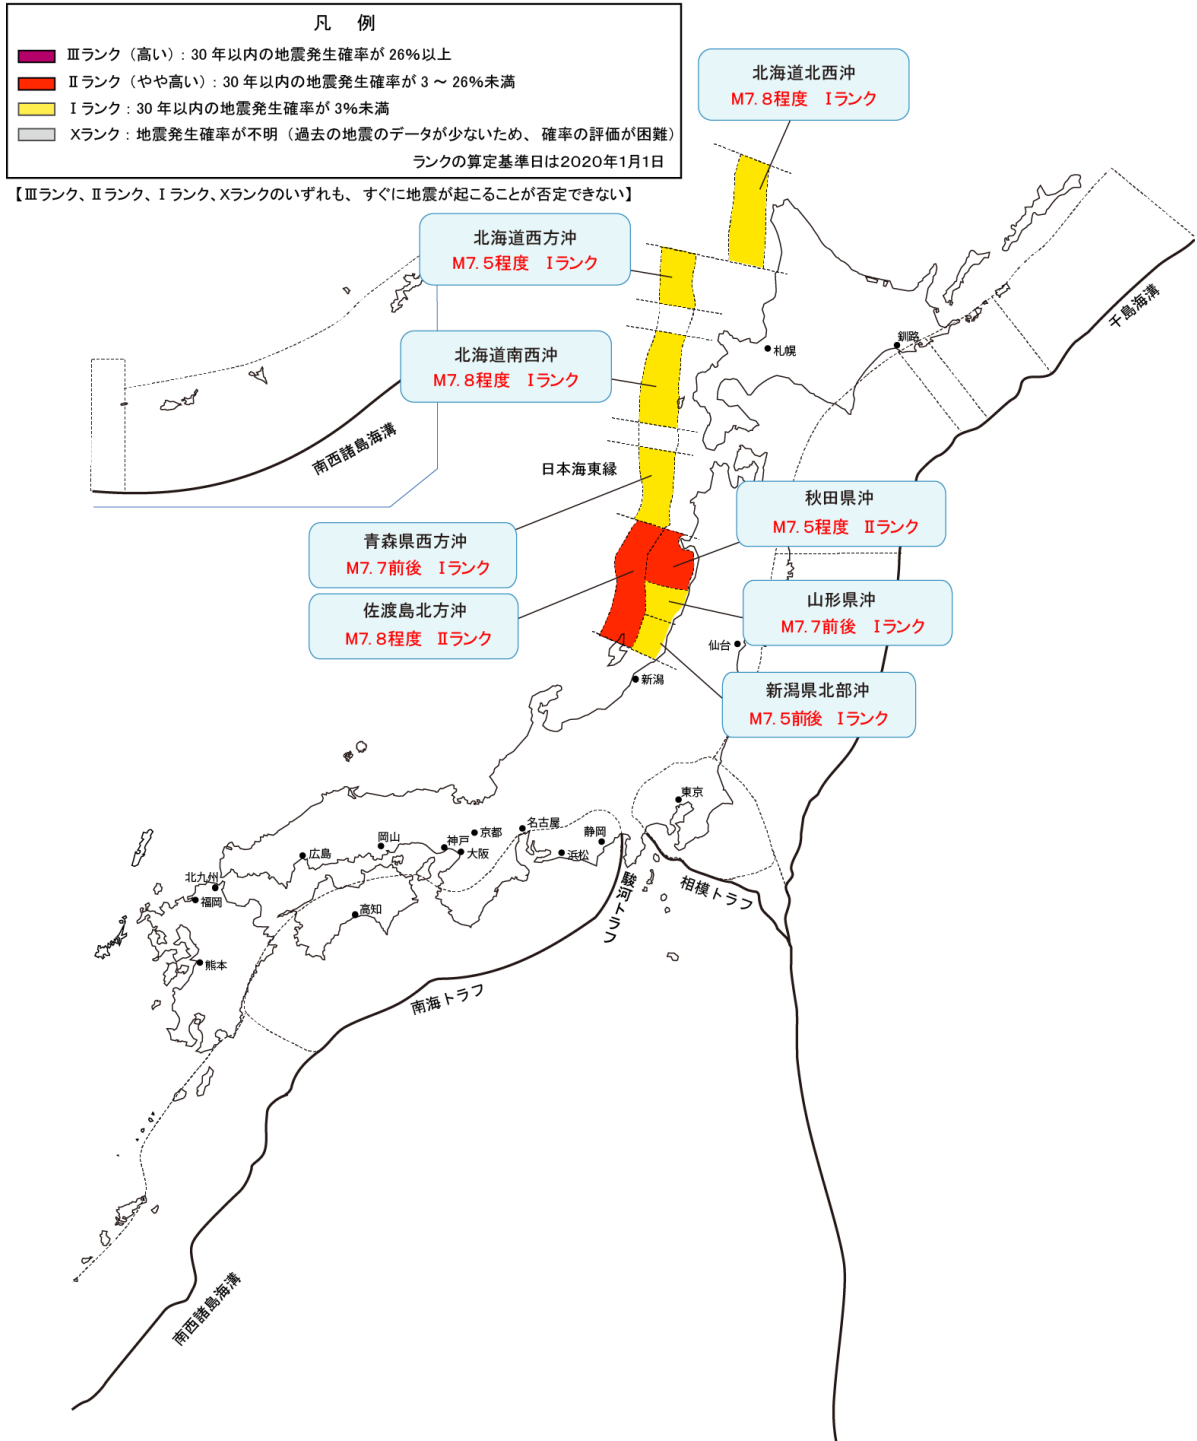 凡 例
Ⅲランク（高い）: 30 年以内の地震発生確率が 26%以上
Ⅱランク（やや高い）: 30 年以内の地震発生確率が 3 ～ 26%未満
Ⅰランク : 30 年以内の地震発生確率が 3%未満
Xランク : 地震発生確率が不明（過去の地震のデータが少ないため、確率の評価が困難）
ランクの算定基準日は2020年1月1日
【Ⅲランク、Ⅱランク、Ⅰランク、Xランクのいずれも、すぐに地震が起こることが否定できない】
北海道北西沖
M7.8程度 Ⅰランク
北海道西方沖
M7.5程度 Ⅰランク
千島海溝
釧路
札幌
北海道南西沖
M7.8程度 Ⅰランク
南西諸島海溝
日本海東縁
秋田県沖
M7.5程度 Ⅱランク
青森県西方沖
M7.7前後 Ⅰランク
山形県沖
M7.7前後 Ⅰランク
佐渡島北方沖
M7.8程度 Ⅱランク
仙台
新潟
新潟県北部沖
M7.5前後 Ⅰランク
東京
名古屋
静岡
京都
岡山
神戸
大阪
浜松
広島
北九州
福岡
高知
熊本
駿河トラフ
相模トラフ
南海トラフ
南西諸島海溝